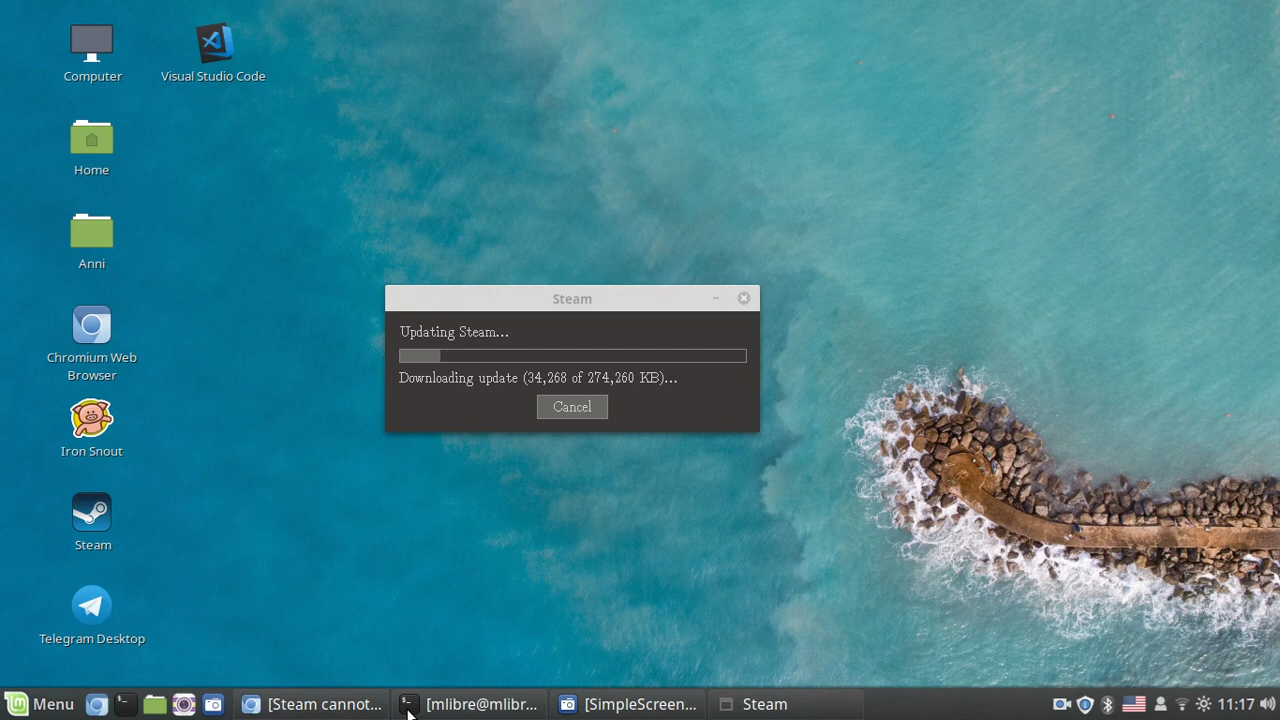 Computer
Visual Studio Code
Home
Anni
Chromium Web
Browser
Iron Snout
Steam
Telegram Desktop
Steam
Updating Steam...
Downloading update (34,268 of 274,260 KB)...
Cancel
Menu
[Steam cannot...
[mlibre@mlibr...
[SimpleScreen...
Steam
11:17